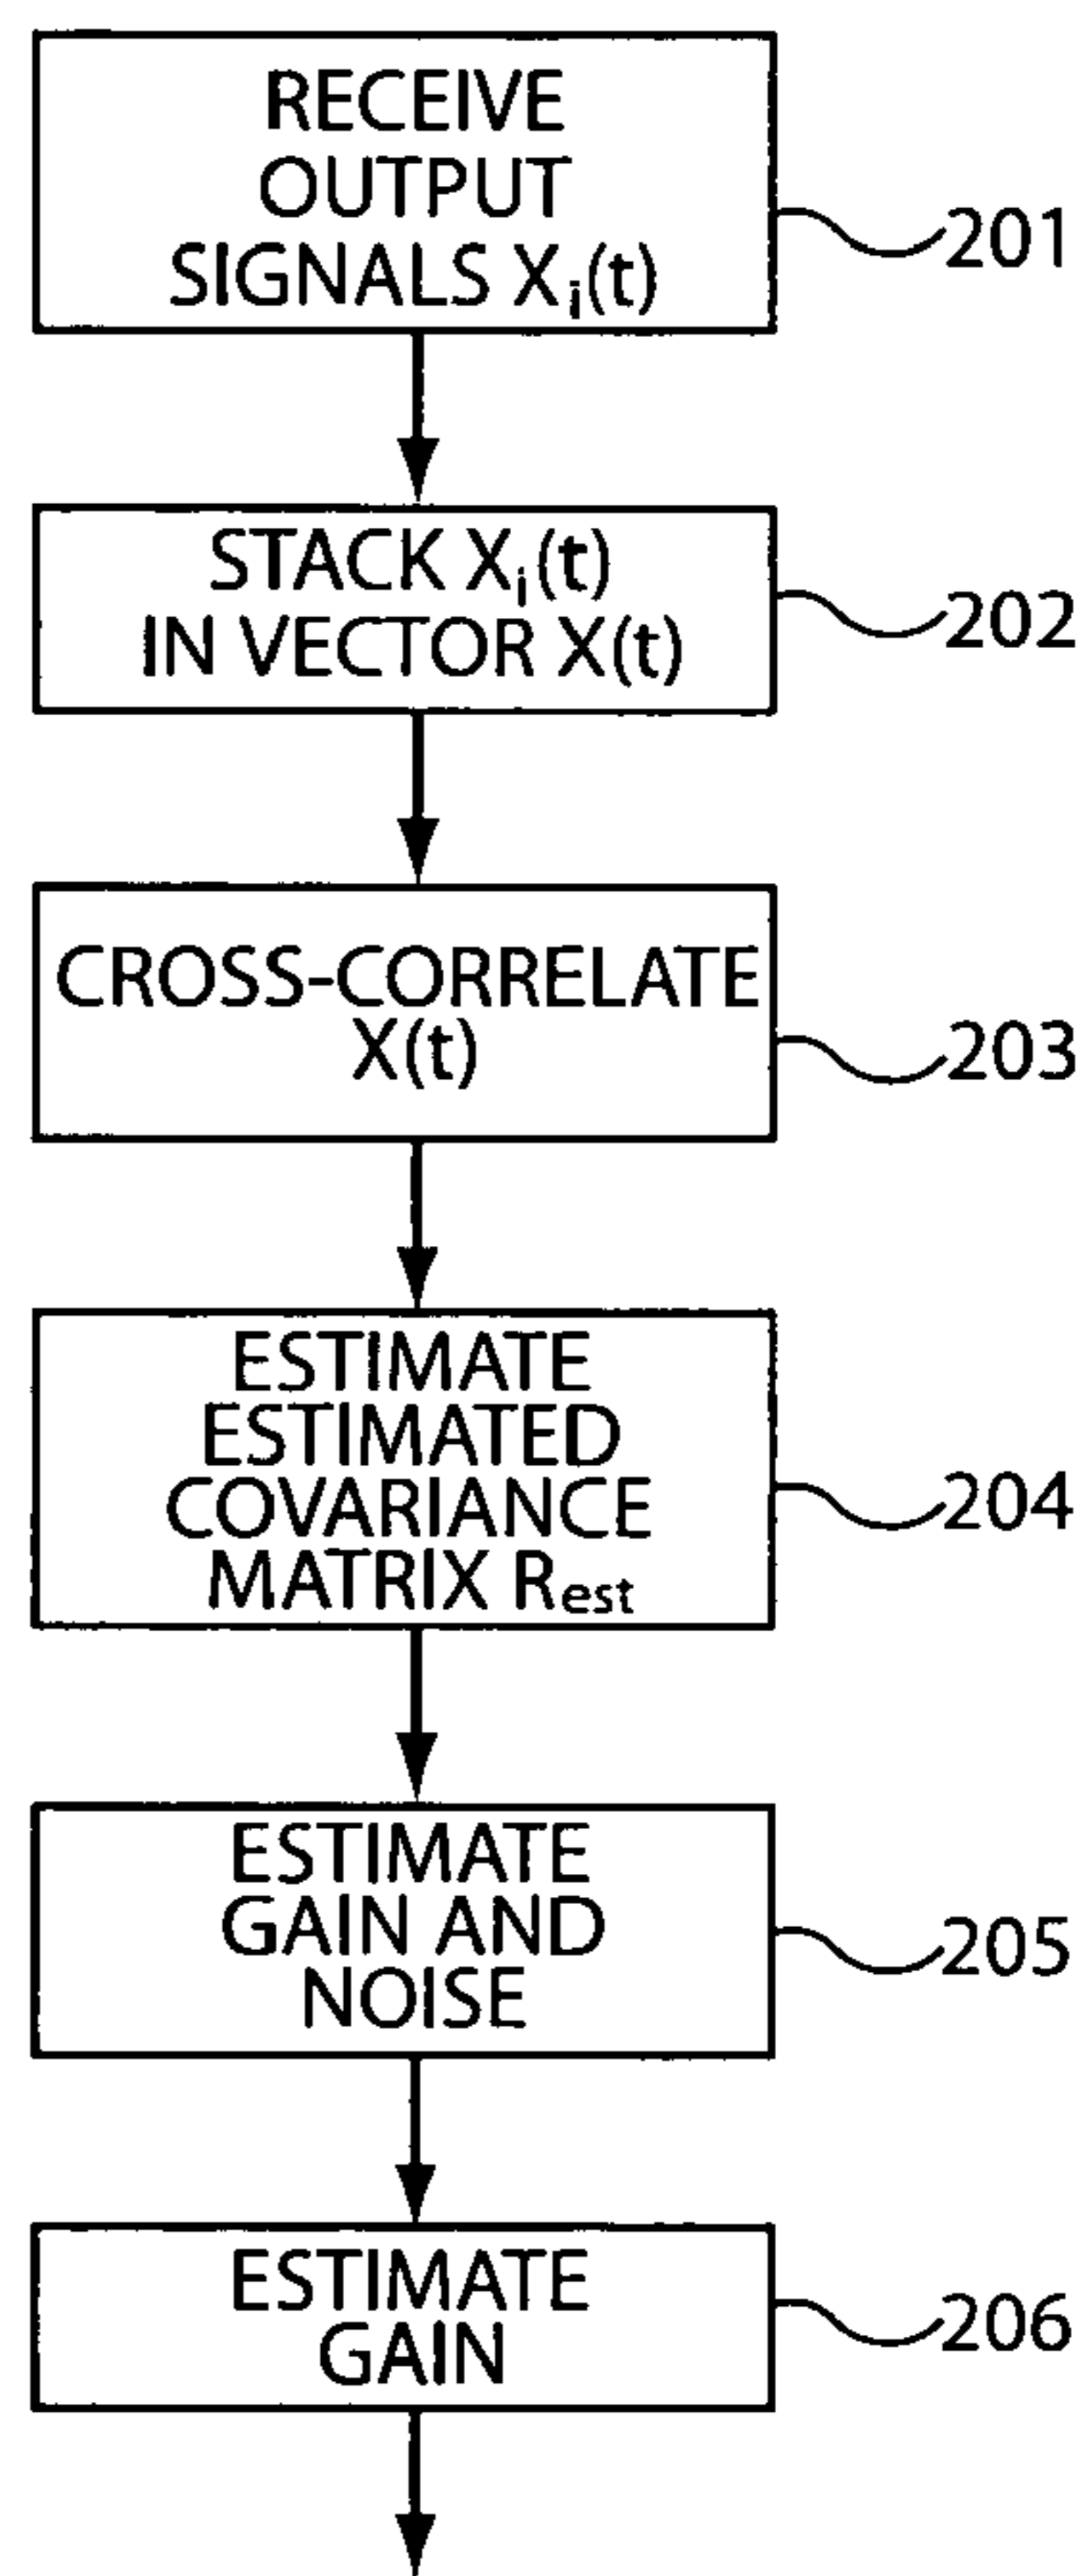 RECEIVE
OUTPUT
SIGNALS Xi(t)
201
STACK Xi(t)
IN VECTOR X(t)
202
CROSS-CORRELATE
X(t)
203
ESTIMATE
ESTIMATED
COVARIANCE
MATRIX Rest
204
ESTIMATE
GAIN AND
NOISE
205
ESTIMATE
GAIN
206